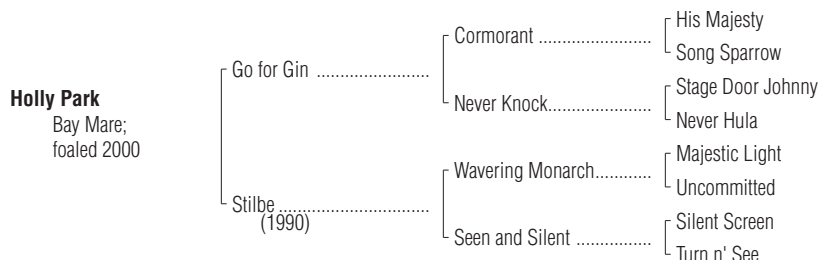 His Majesty
Cormorant ........................
Song Sparrow
Go for Gin ........................
Stage Door Johnny
Never Knock......................
Never Hula
Holly Park
Bay Mare;
foaled 2000
Majestic Light
Wavering Monarch............
Uncommitted
Stilbe ................................
(1990)
Silent Screen
Seen and Silent ................
Turn n' See